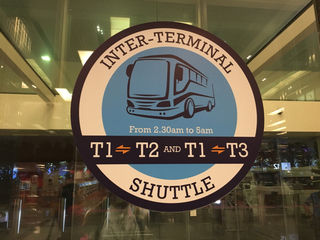 INTER-TERMINAL
From 2.30am to 5am
T1 ⇌ T2 AND T1 ⇌ T3
SHUTTLE